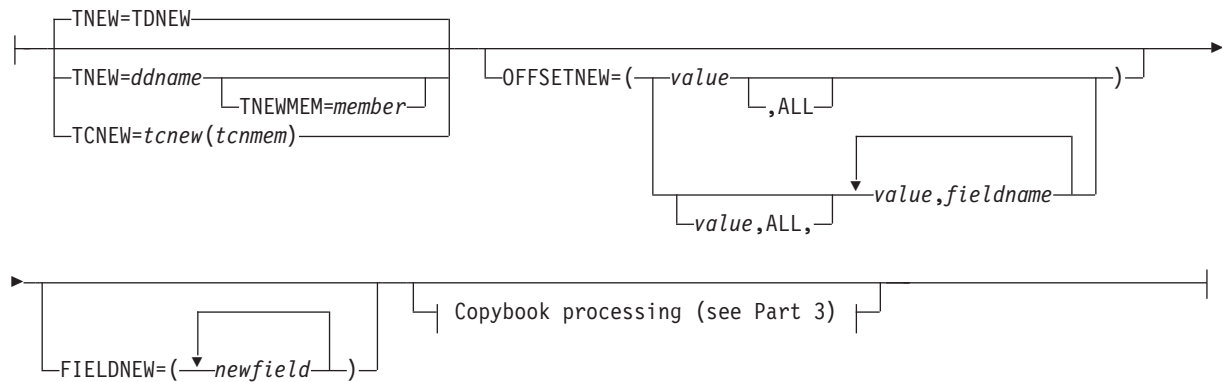 TNEW=TDNEW
TNEW=ddname
TNEWMEM=member
TCNEW=tcnew(tcnmem)
OFFSETNEW=( value ,ALL )
value,ALL, value,fieldname
FIELDNEW=( newfield )
Copybook processing (see Part 3)